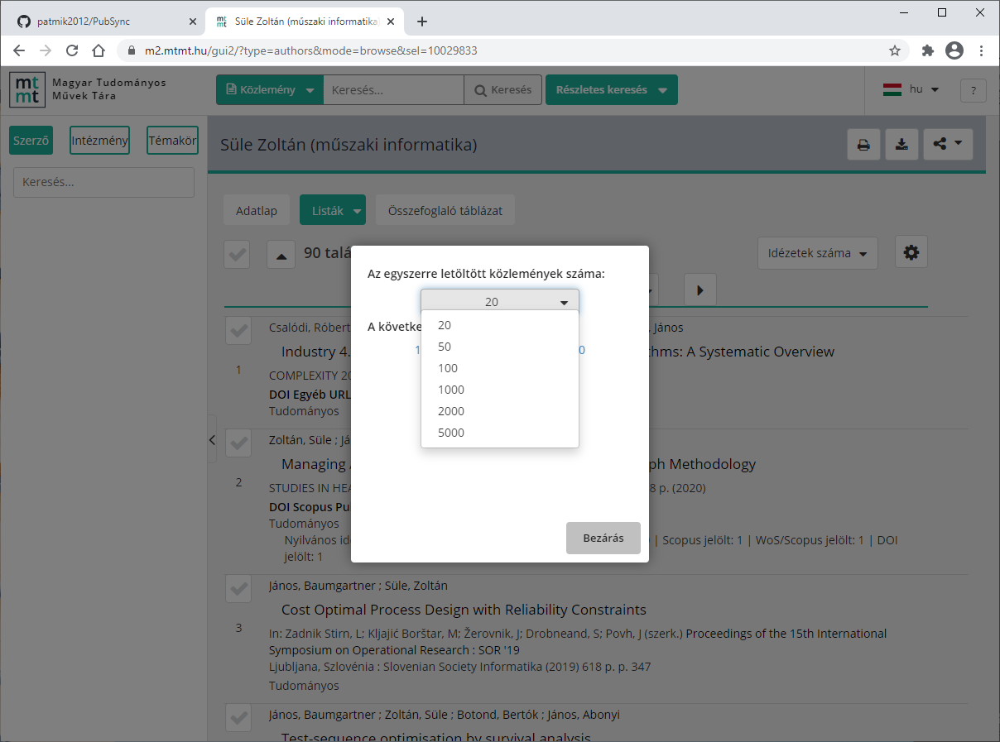 patmik2012/PubSync
Süle Zoltán (műszaki informatika)
m2.mtmt.hu/gui2/?type=authors&mode=browse&sel=10029833
mt
mt
Magyar Tudományos
Művek Tára
Közlemény
Keresés...
Keresés
Részletes keresés
hu
?
Szerző
Intézmény
Témakör
Keresés...
Süle Zoltán (műszaki informatika)
Adatlap
Listák
Összefoglaló táblázat
90 talá
Idézetek száma
Az egyszerre letöltött közlemények száma:
20
A követke
20
50
100
1000
2000
5000
Bezárás
1
Csalódi, Róbert
, János
Industry 4.
thms: A Systematic Overview
COMPLEXITY 20
DOI Egyéb URL
Tudományos
2
Zoltán, Süle ; Já
Managing
ph Methodology
STUDIES IN HEA
8 p. (2020)
DOI Scopus Pu
Tudományos
Nyilvános id
| Scopus jelölt: 1 | WoS/Scopus jelölt: 1 | DOI
jelölt: 1
3
János, Baumgartner ; Süle, Zoltán
Cost Optimal Process Design with Reliability Constraints
In: Zadnik Stirn, L; Kljajić Borštar, M; Žerovnik, J; Drobneand, S; Povh, J (szerk.) Proceedings of the 15th International
Symposium on Operational Research : SOR '19
Ljubljana, Szlovénia : Slovenian Society Informatika (2019) 618 p. p. 347
Tudományos
János, Baumgartner ; Zoltán, Süle ; Botond, Bertók ; János, Abonyi
Test-sequence optimisation by survival analysis